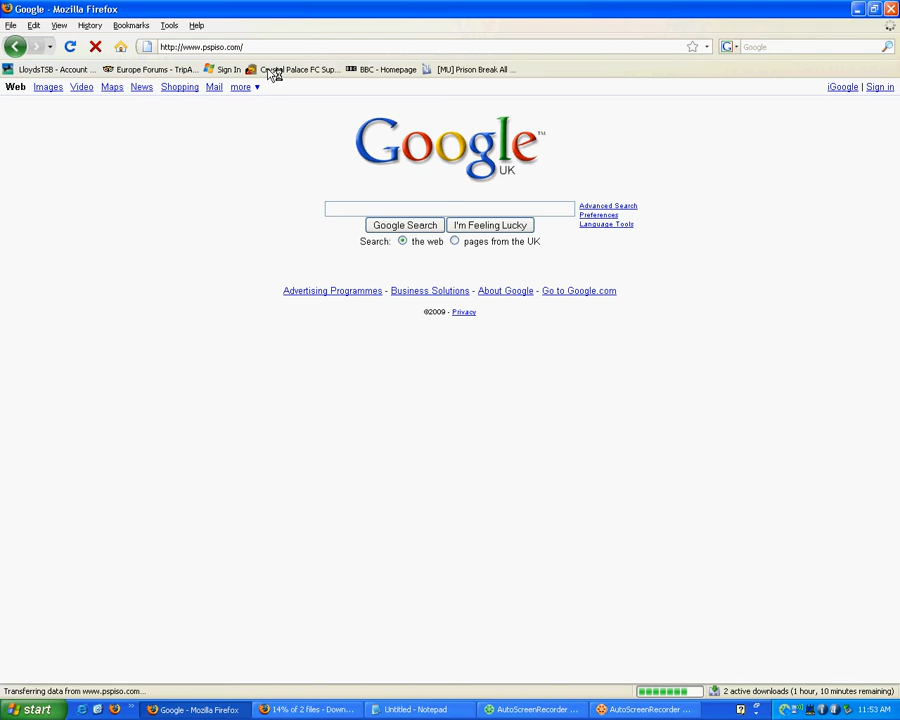 Google - Mozilla Firefox
File Edit View History Bookmarks Tools Help
http://www.pspiso.com/
Google
LloydsTSB - Account ... Europe Forums - TripA... Sign In Crystal Palace FC Sup... BBC - Homepage [MU] Prison Break All ...
Web Images Video Maps News Shopping Mail more ▼
iGoogle | Sign in
Google™
UK
Advanced Search
Preferences
Language Tools
Google Search I'm Feeling Lucky
Search: the web pages from the UK
Advertising Programmes - Business Solutions - About Google - Go to Google.com
©2009 - Privacy
Transferring data from www.pspiso.com...
2 active downloads (1 hour, 10 minutes remaining)
start Google - Mozilla Firefox 14% of 2 files - Down... Untitled - Notepad AutoScreenRecorder ... AutoScreenRecorder ... 11:53 AM